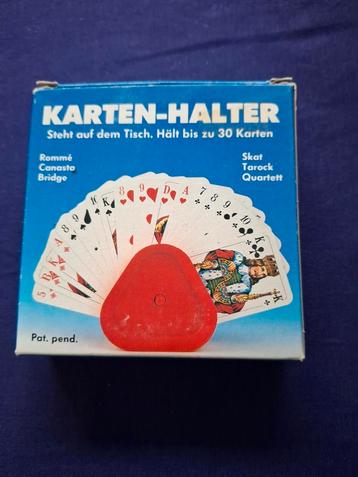 KARTEN-HALTER
Steht auf dem Tisch. Hält bis zu 30 Karten
Rommé
Canasta
Bridge
Skat
Tarock
Quartett
Pat. pend.